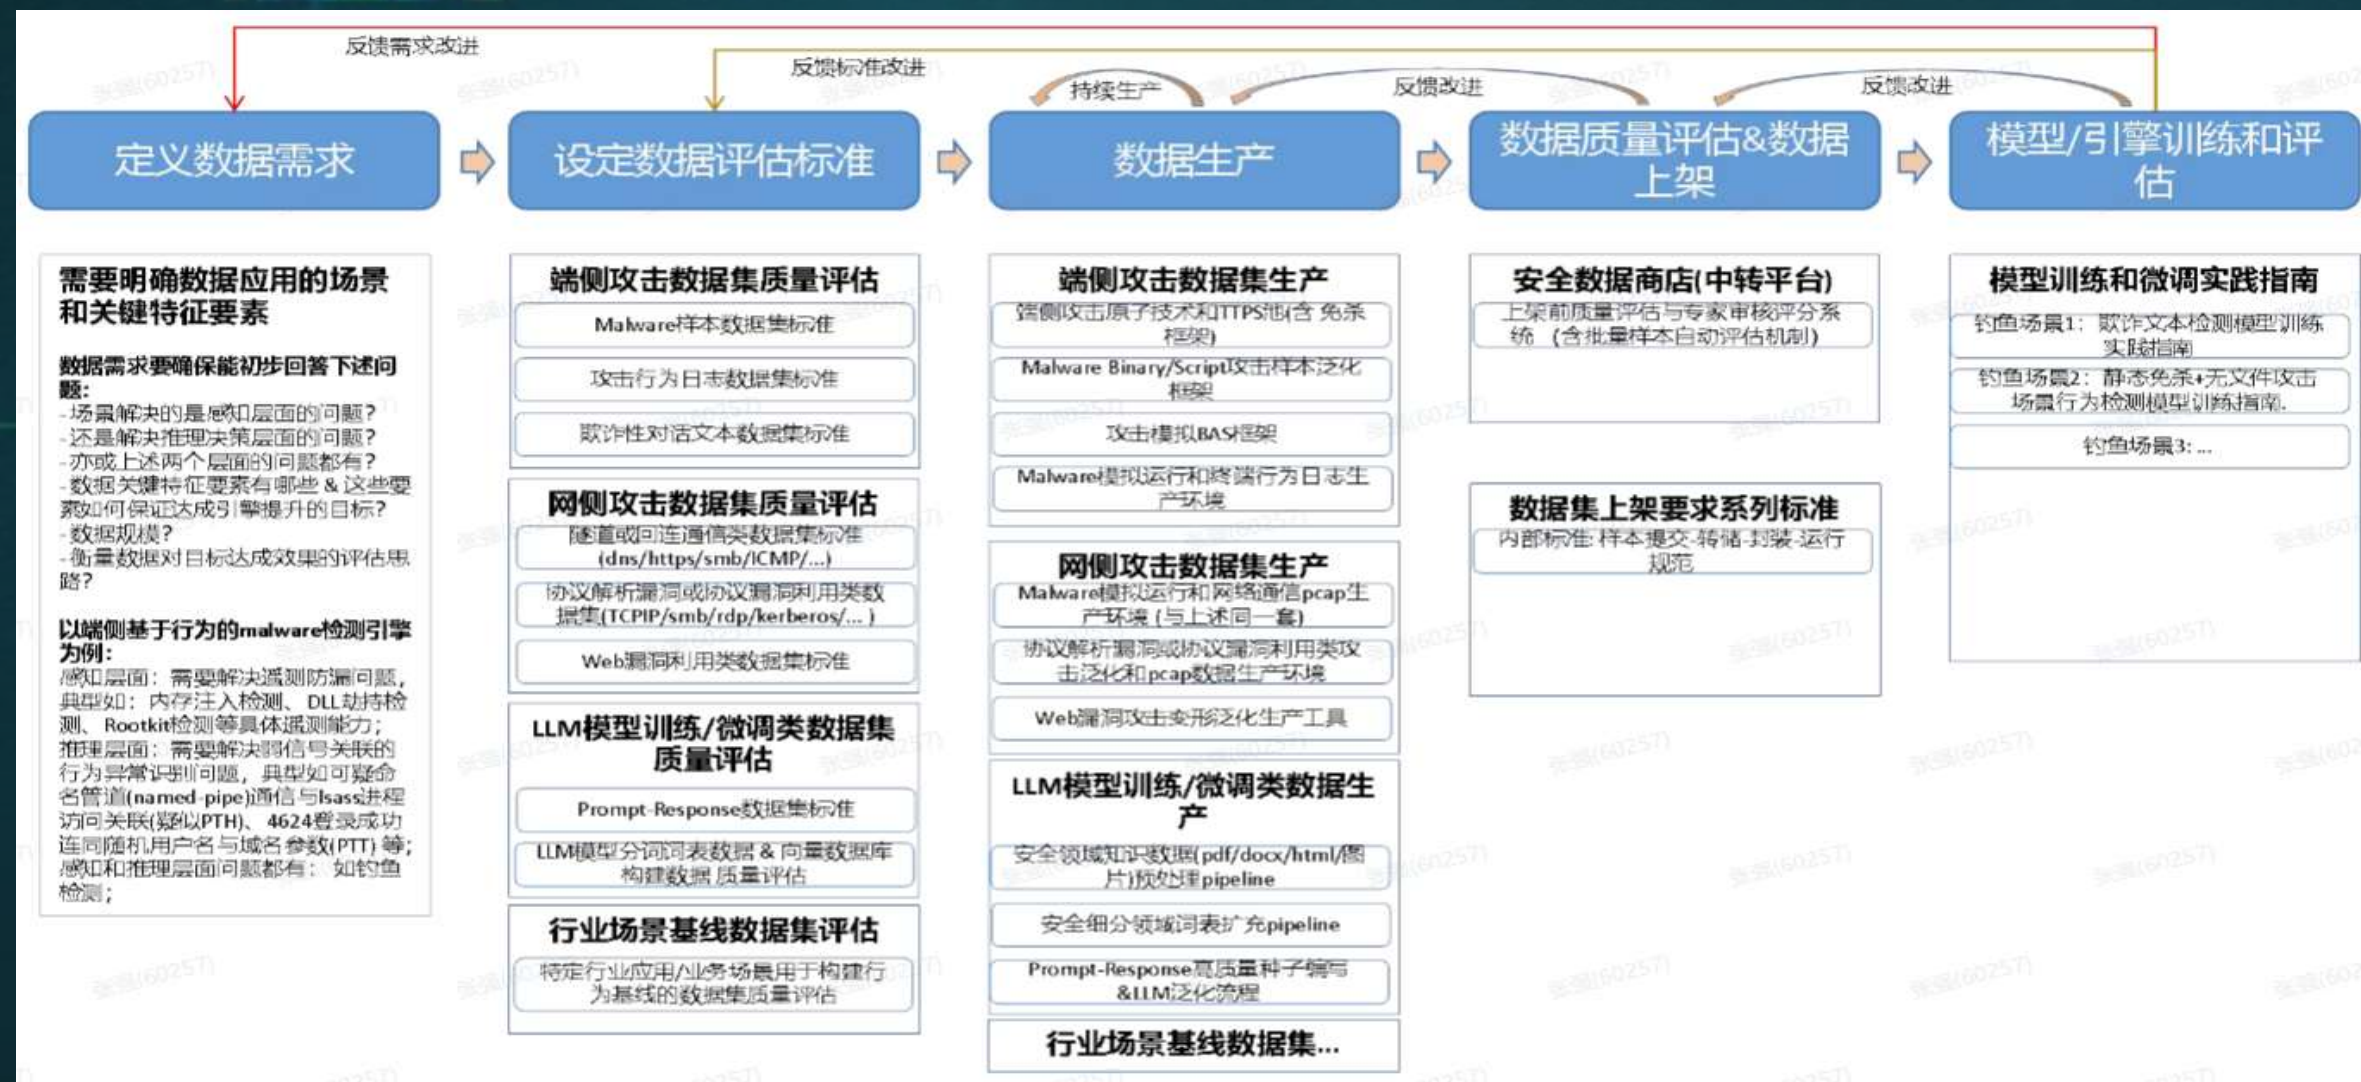 反馈需求改进
反馈标准改进
持续生产
反馈改进
反馈改进
定义数据需求
设定数据评估标准
数据生产
数据质量评估&数据
上架
模型/引擎训练和评
估
需要明确数据应用的场景
和关键特征要素
数据需求要确保能初步回答下述问
题:
-场景解决的是感知层面的问题?
-还是解决推理决策层面的问题?
-亦或上述两个层面的问题都有?
-数据关键特征要素有哪些 & 这些要
素如何保证达成引擎提升的目标?
-数据规模?
-衡量数据对目标达成效果的评估思
路?
以端侧基于行为的malware检测引擎
为例:
感知层面: 需要解决遥测防漏问题,
典型如: 内存注入检测、DLL劫持检
测、Rootkit检测等具体遥测能力;
推理层面: 需要解决弱信号关联的
行为异常识别问题, 典型如可疑命
名管道(named-pipe)通信与lsass进程
访问关联(疑似PTH)、4624登录成功
连同随机用户名与域名参数(PTT) 等;
感知和推理层面问题都有: 如钓鱼
检测;
端侧攻击数据集质量评估
Malware样本数据集标准
攻击行为日志数据集标准
欺诈性对话文本数据集标准
网侧攻击数据集质量评估
隧道或回连通信类数据集标准
(dns/https/smb/ICMP/...)
协议解析漏洞或协议漏洞利用类数
据集(TCPIP/smb/rdp/kerberos/... )
Web漏洞利用类数据集标准
LLM模型训练/微调类数据集
质量评估
Prompt-Response数据集标准
LLM模型分词词表数据 & 向量数据库
构建数据 质量评估
行业场景基线数据集评估
特定行业应用/业务场景用于构建行
为基线的数据集质量评估
端侧攻击数据集生产
端侧攻击原子技术和TTPS池(含 免杀
框架)
Malware Binary/Script攻击样本泛化
框架
攻击模拟BAS框架
Malware模拟运行和终端行为日志生
产环境
网侧攻击数据集生产
Malware模拟运行和网络通信pcap生
产环境 (与上述同一套)
协议解析漏洞或协议漏洞利用类攻
击泛化和pcap数据生产环境
Web漏洞攻击变形泛化生产工具
LLM模型训练/微调类数据生
产
安全领域知识数据(pdf/docx/html/图
片)预处理pipeline
安全细分领域词表扩充pipeline
Prompt-Response高质量种子编写
&LLM泛化流程
行业场景基线数据集...
安全数据商店(中转平台)
上架前质量评估与专家审核评分系
统 (含批量样本自动评估机制)
数据集上架要求系列标准
内部标准: 样本提交-转储-封装-运行
规范
模型训练和微调实践指南
钓鱼场景1: 欺诈文本检测模型训练
实践指南
钓鱼场景2: 静态免杀+无文件攻击
场景行为检测模型训练指南.
钓鱼场景3: ...